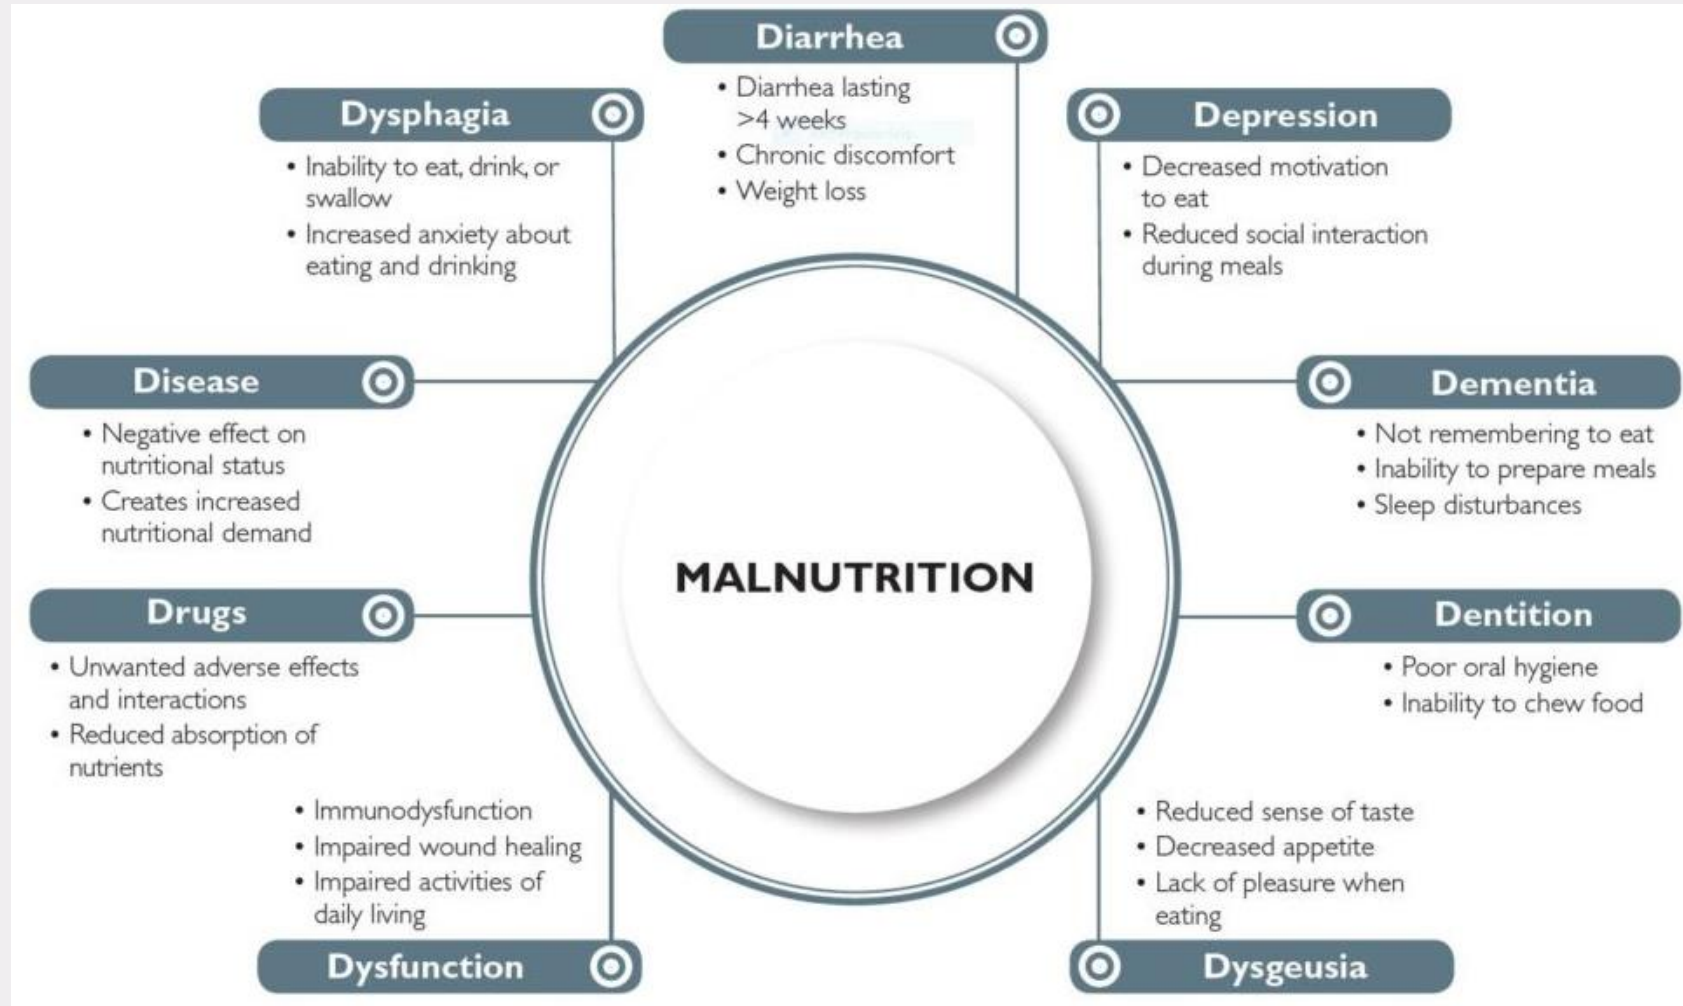 Diarrhea
• Diarrhea lasting
>4 weeks
• Chronic discomfort
• Weight loss
Dysphagia
• Inability to eat, drink, or
swallow
• Increased anxiety about
eating and drinking
Depression
• Decreased motivation
to eat
• Reduced social interaction
during meals
Disease
• Negative effect on
nutritional status
• Creates increased
nutritional demand
Dementia
• Not remembering to eat
• Inability to prepare meals
• Sleep disturbances
MALNUTRITION
Drugs
• Unwanted adverse effects
and interactions
• Reduced absorption of
nutrients
Dentition
• Poor oral hygiene
• Inability to chew food
• Immunodysfunction
• Impaired wound healing
• Impaired activities of
daily living
Dysfunction
• Reduced sense of taste
• Decreased appetite
• Lack of pleasure when
eating
Dysgeusia